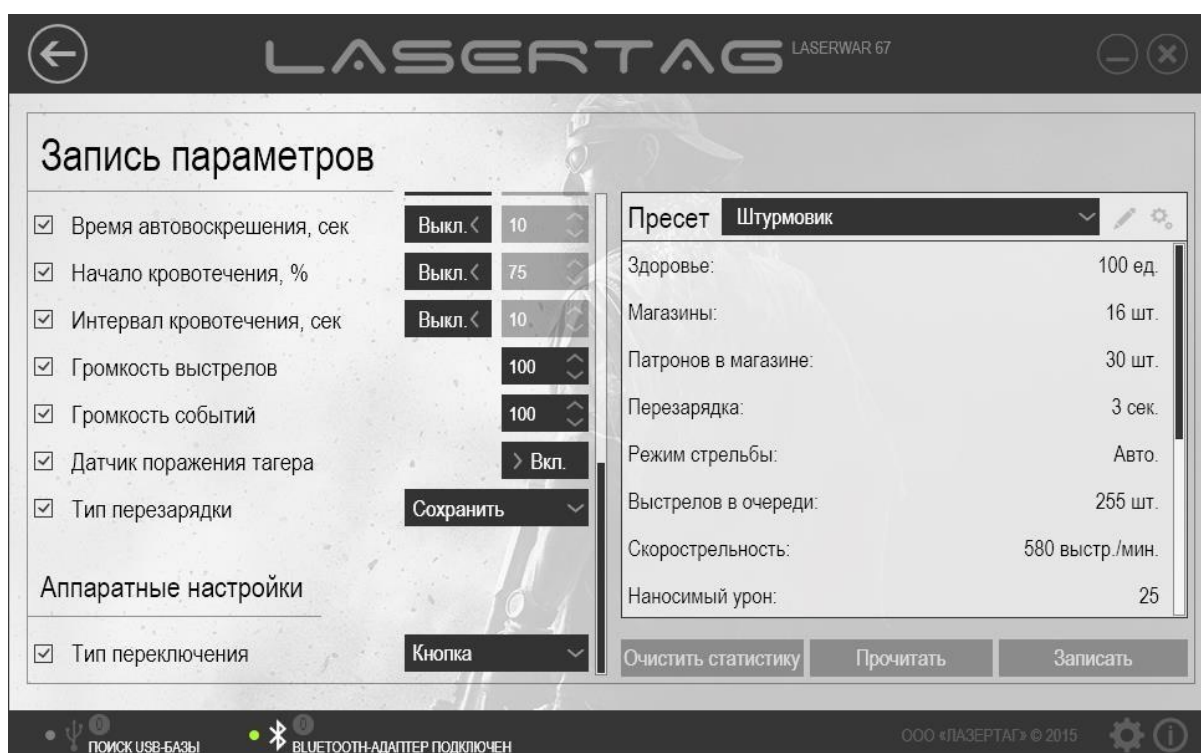 LASERTAG LASERWAR 67
Запись параметров
Время автовоскрешения, сек Выкл. 10
Начало кровотечения, % Выкл. 75
Интервал кровотечения, сек Выкл. 10
Громкость выстрелов 100
Громкость событий 100
Датчик поражения тагера Вкл.
Тип перезарядки Сохранить
Аппаратные настройки
Тип переключения Кнопка
Пресет Штурмовик
Здоровье: 100 ед.
Магазины: 16 шт.
Патронов в магазине: 30 шт.
Перезарядка: 3 сек.
Режим стрельбы: Авто.
Выстрелов в очереди: 255 шт.
Скорострельность: 580 выстр./мин.
Наносимый урон: 25
Очистить статистику Прочитать Записать
0 ПОИСК USB-БАЗЫ 0 BLUETOOTH-АДАПТЕР ПОДКЛЮЧЕН ООО «ЛАЗЕРТАГ» © 2015